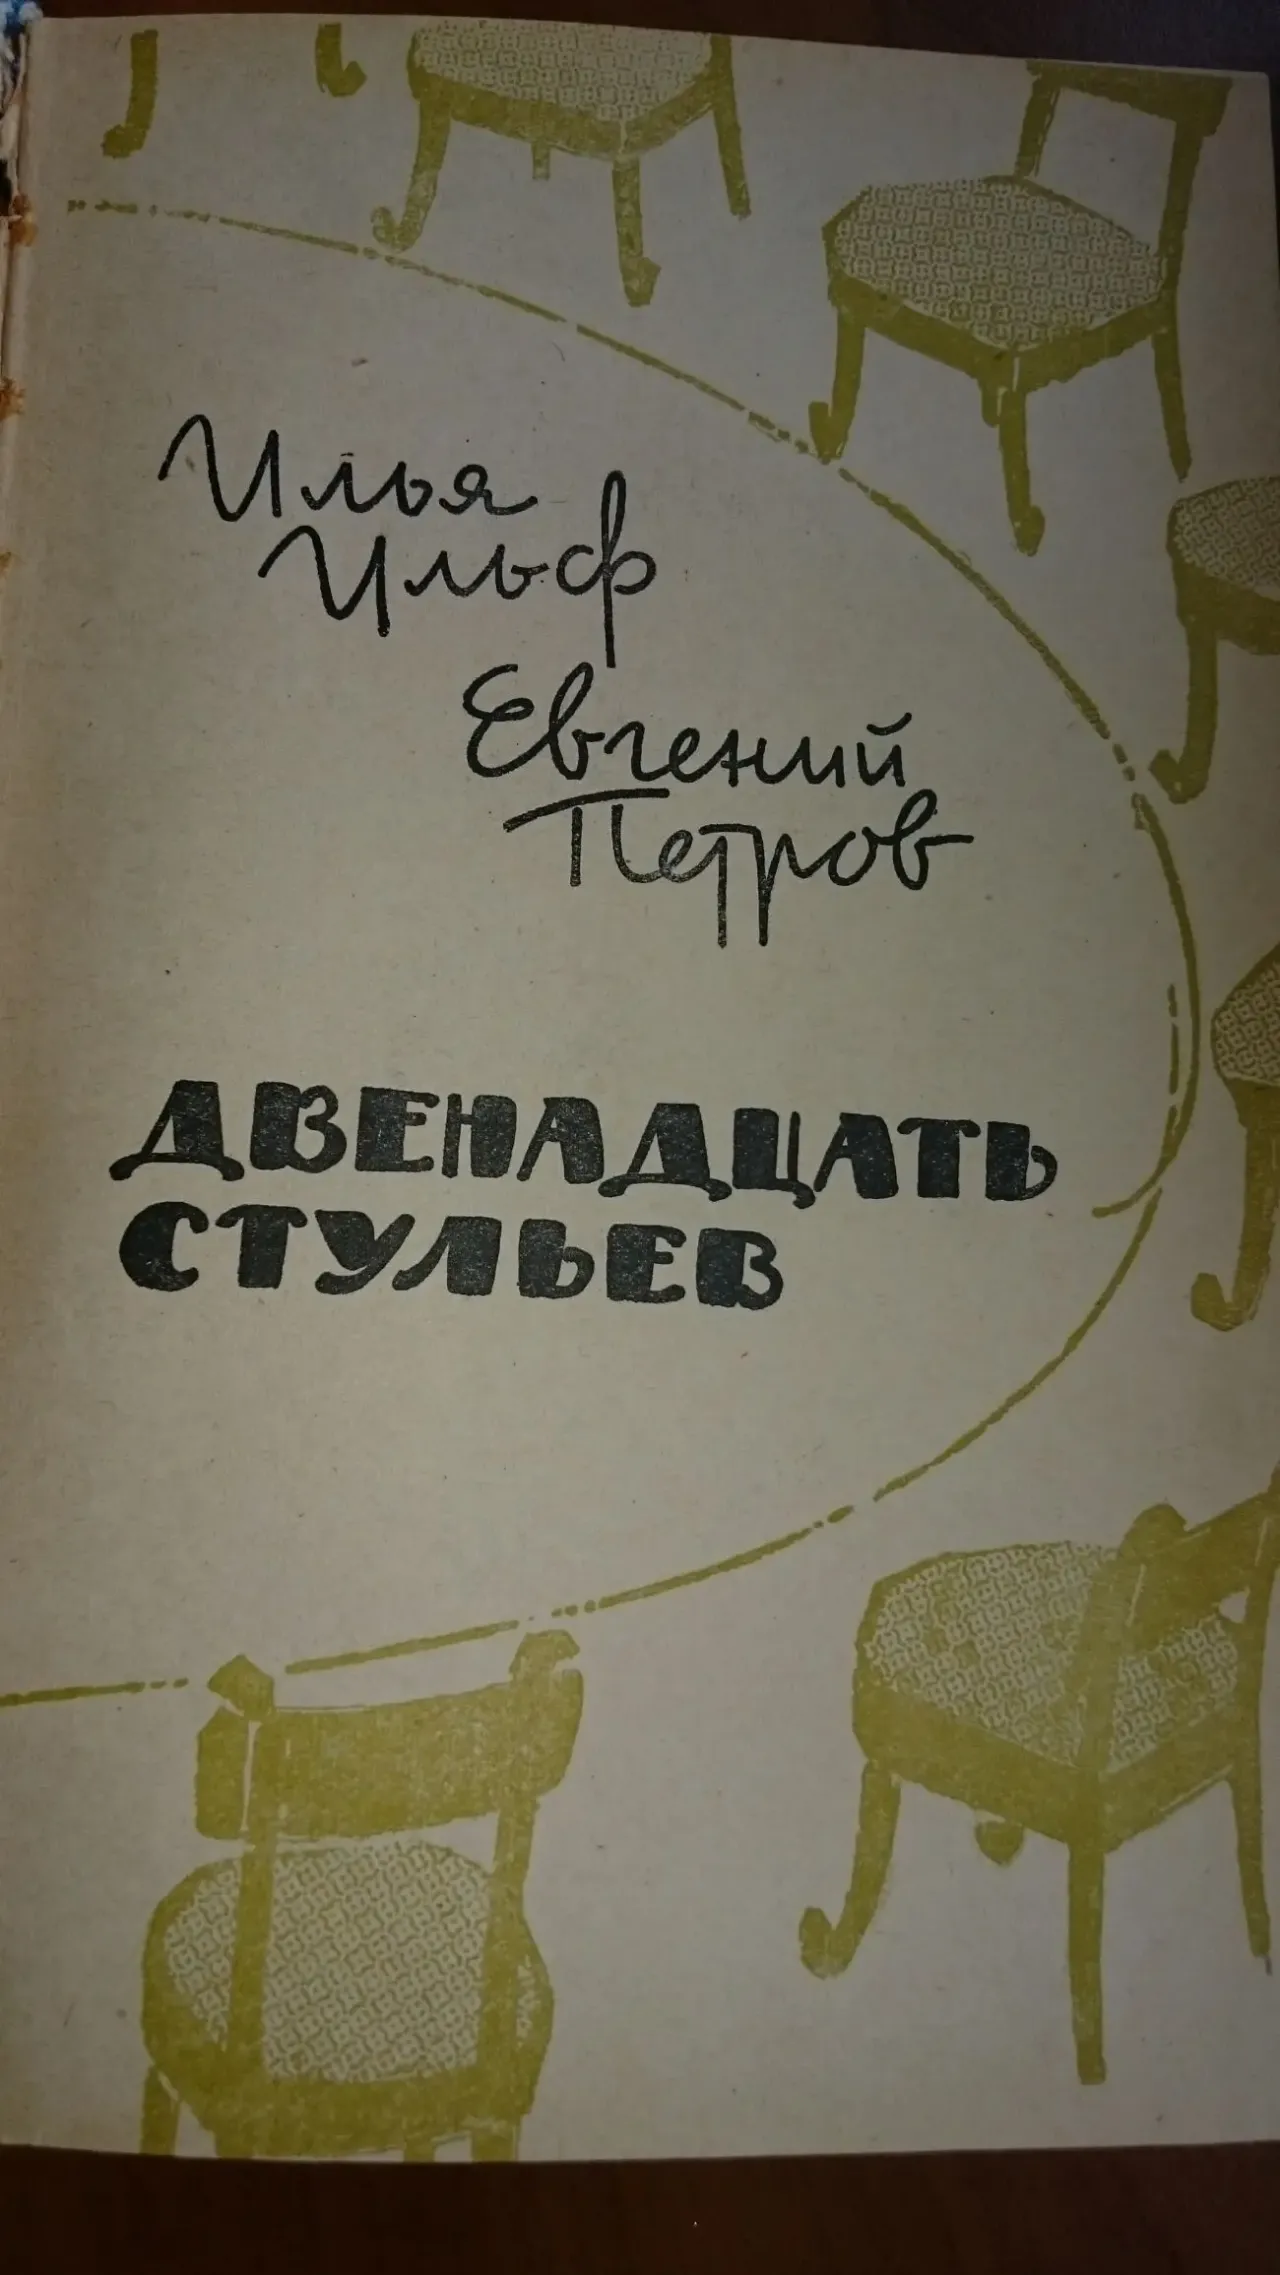 Илья
Ильф
Евгений
Петров
ДВЕНАДЦАТЬ
СТУЛЬЕВ